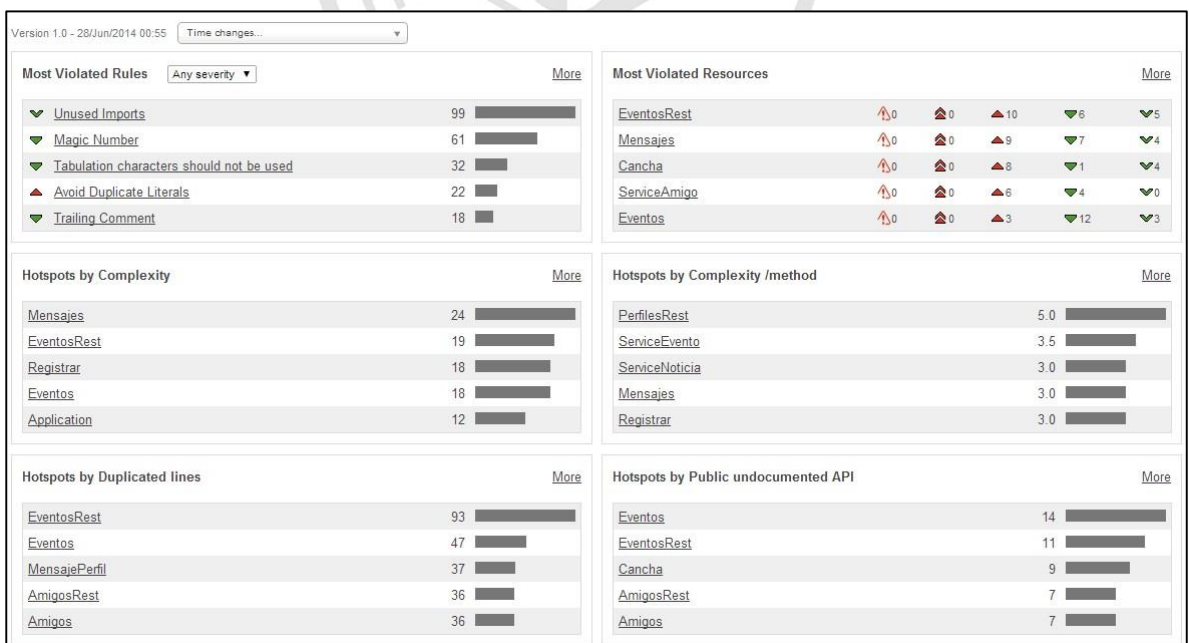 Version 1.0 - 28/Jun/2014 00:55 Time changes...
Most Violated Rules Any severity More
Unused Imports 99
Magic Number 61
Tabulation characters should not be used 32
Avoid Duplicate Literals 22
Trailing Comment 18
Most Violated Resources More
EventosRest 0 0 10 6 5
Mensajes 0 0 9 7 4
Cancha 0 0 8 1 4
ServiceAmigo 0 0 6 4 0
Eventos 0 0 3 12 3
Hotspots by Complexity More
Mensajes 24
EventosRest 19
Registrar 18
Eventos 18
Application 12
Hotspots by Complexity /method More
PerfilesRest 5.0
ServiceEvento 3.5
ServiceNoticia 3.0
Mensajes 3.0
Registrar 3.0
Hotspots by Duplicated lines More
EventosRest 93
Eventos 47
MensajePerfil 37
AmigosRest 36
Amigos 36
Hotspots by Public undocumented API More
Eventos 14
EventosRest 11
Cancha 9
AmigosRest 7
Amigos 7